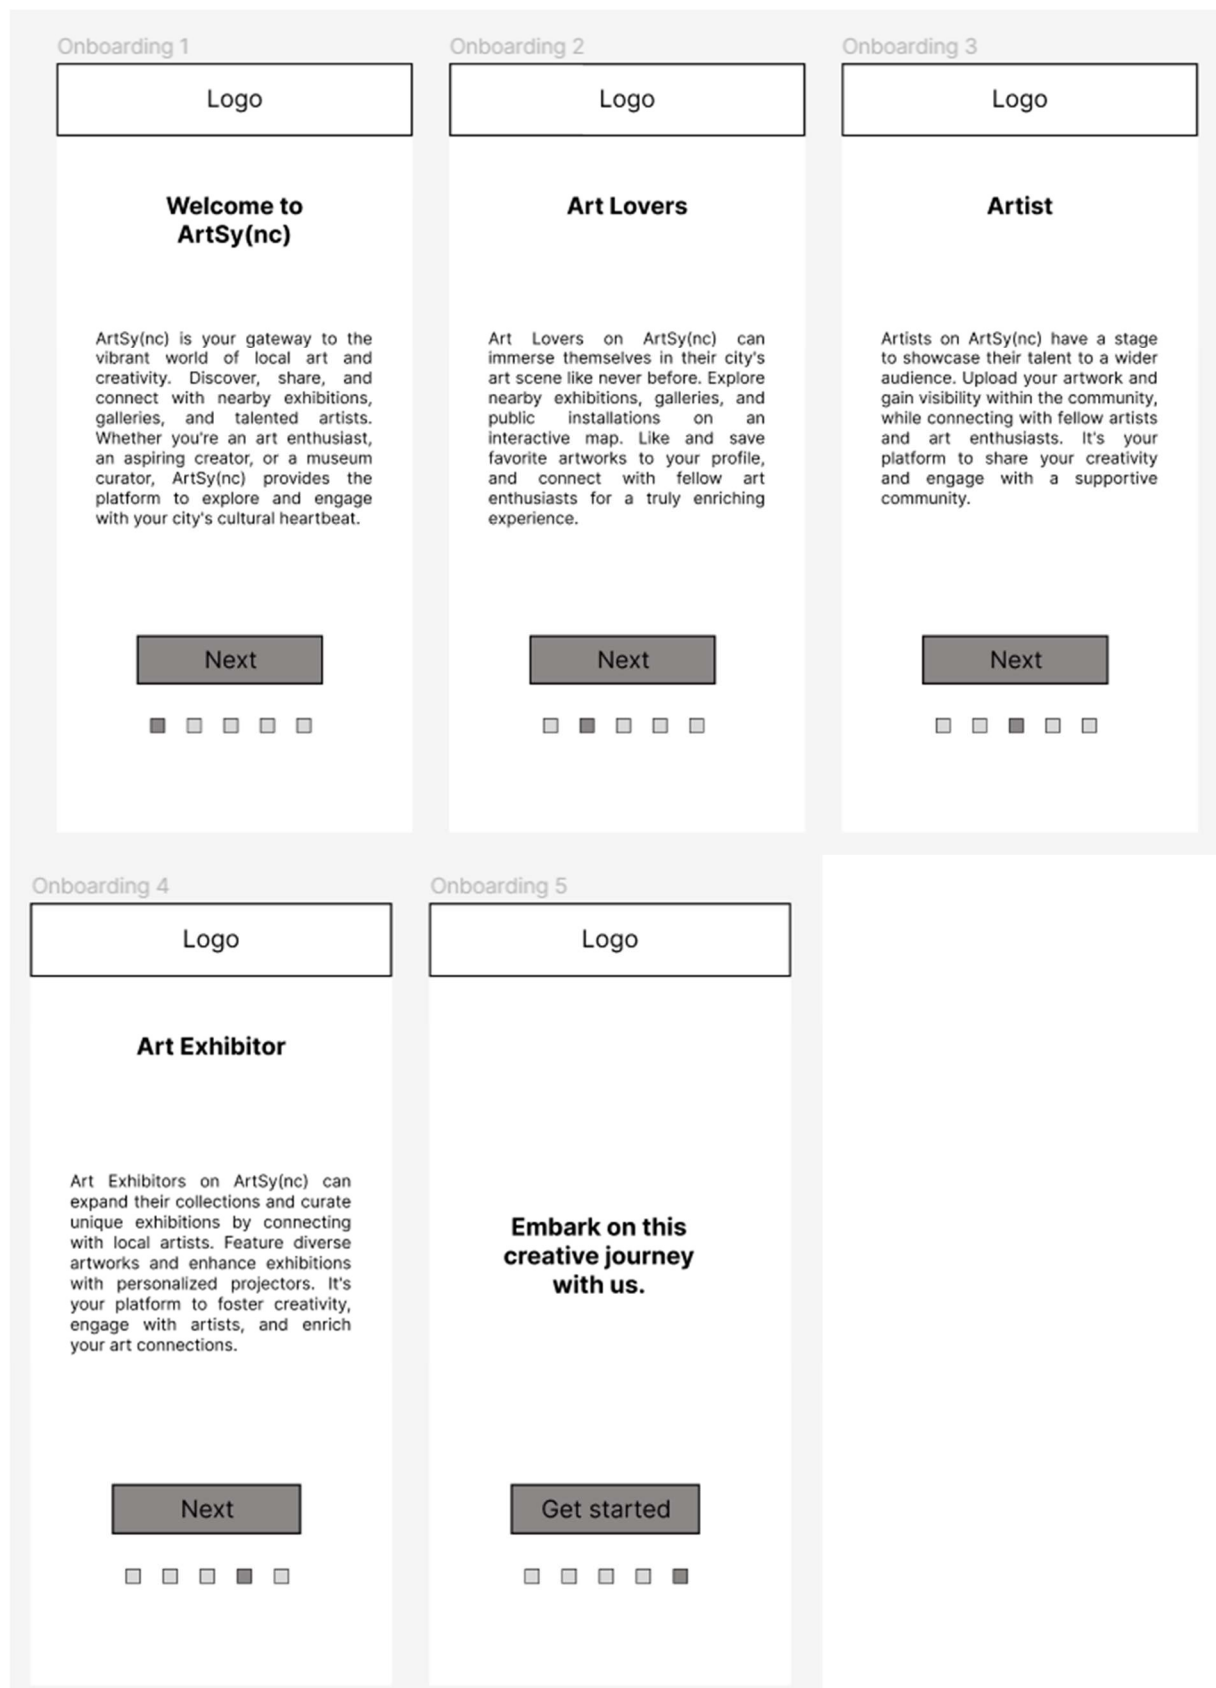 Onboarding 1
Logo
Welcome to
ArtSy(nc)
ArtSy(nc) is your gateway to the
vibrant world of local art and
creativity. Discover, share, and
connect with nearby exhibitions,
galleries, and talented artists.
Whether you're an art enthusiast,
an aspiring creator, or a museum
curator, ArtSy(nc) provides the
platform to explore and engage
with your city's cultural heartbeat.
Next
Onboarding 2
Logo
Art Lovers
Art Lovers on ArtSy(nc) can
immerse themselves in their city's
art scene like never before. Explore
nearby exhibitions, galleries, and
public installations on an
interactive map. Like and save
favorite artworks to your profile,
and connect with fellow art
enthusiasts for a truly enriching
experience.
Next
Onboarding 3
Logo
Artist
Artists on ArtSy(nc) have a stage
to showcase their talent to a wider
audience. Upload your artwork and
gain visibility within the community,
while connecting with fellow artists
and art enthusiasts. It's your
platform to share your creativity
and engage with a supportive
community.
Next
Onboarding 4
Logo
Art Exhibitor
Art Exhibitors on ArtSy(nc) can
expand their collections and curate
unique exhibitions by connecting
with local artists. Feature diverse
artworks and enhance exhibitions
with personalized projectors. It's
your platform to foster creativity,
engage with artists, and enrich
your art connections.
Next
Onboarding 5
Logo
Embark on this
creative journey
with us.
Get started